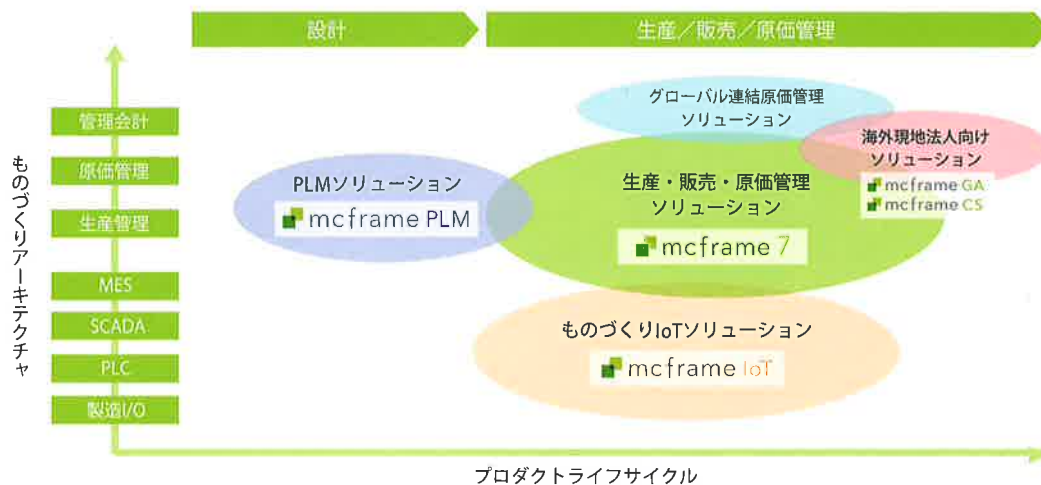 設計
生産／販売／原価管理
ものづくりアーキテクチャ
管理会計
原価管理
生産管理
MES
SCADA
PLC
製造I/O
グローバル連結原価管理
ソリューション
海外現地法人向け
ソリューション
mcframe GA
mcframe CS
PLMソリューション
mcframe PLM
生産・販売・原価管理
ソリューション
mcframe 7
ものづくりIoTソリューション
mcframe IoT
プロダクトライフサイクル